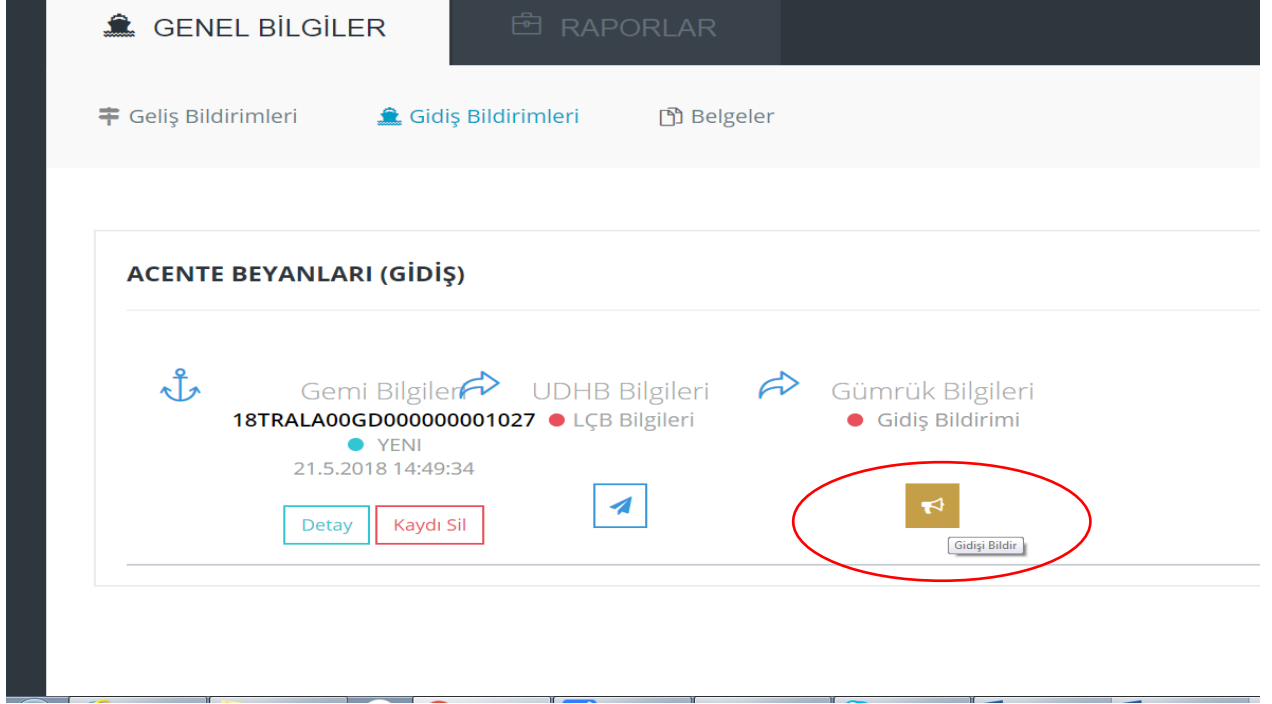 GENEL BİLGİLER RAPORLAR
Geliş Bildirimleri Gidiş Bildirimleri Belgeler
ACENTE BEYANLARI (GİDİŞ)
Gemi Bilgileri UDHB Bilgileri Gümrük Bilgileri
18TRALA00GD000000001027 LÇB Bilgileri Gidiş Bildirimi
YENI
21.5.2018 14:49:34
Detay Kaydı Sil
Gidişi Bildir